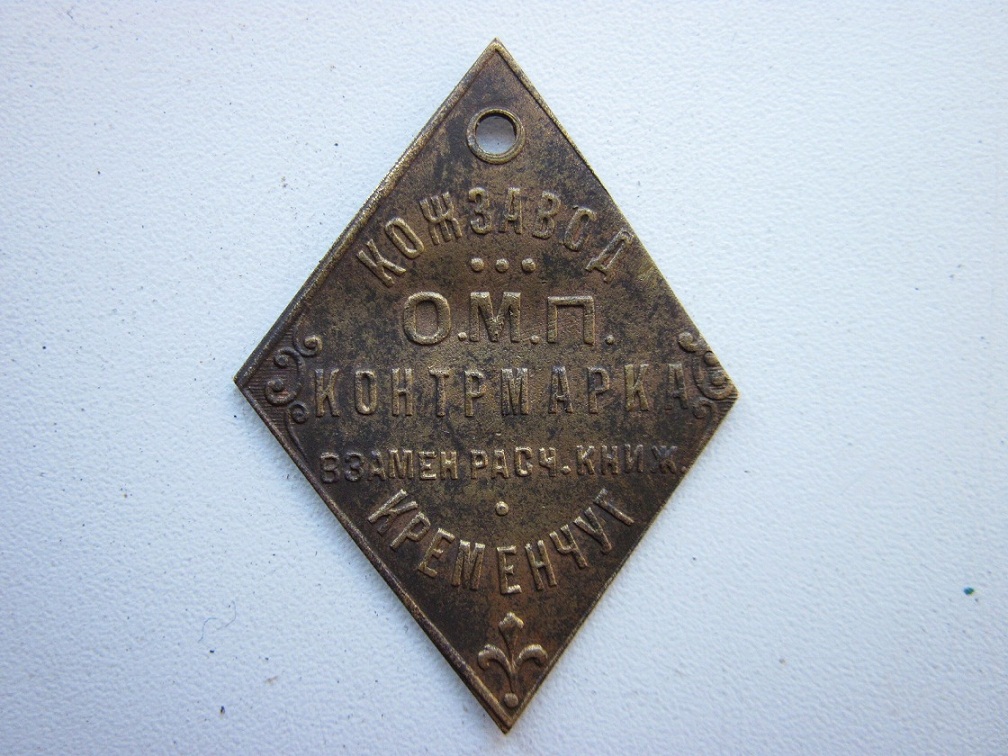 КОЖЗАВОД
О.М.П.
КОНТРМАРКА
ВЗАМЕН РАСЧ. КНИЖ.
КРЕМЕНЧУГ